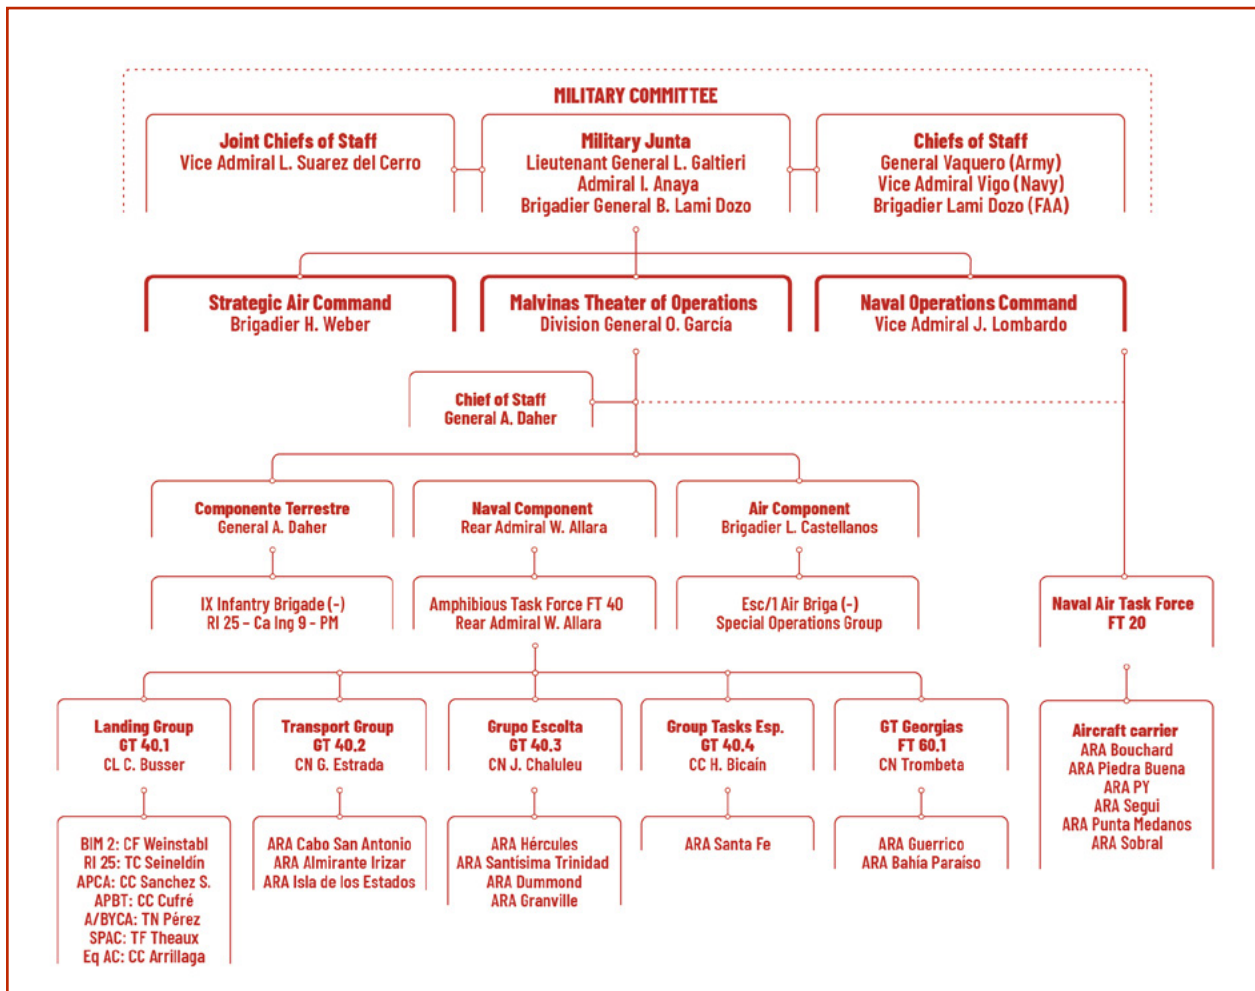 MILITARY COMMITTEE
Joint Chiefs of Staff
Vice Admiral L. Suarez del Cerro
Military Junta
Lieutenant General L. Galtieri
Admiral I. Anaya
Brigadier General B. Lami Dozo
Chiefs of Staff
General Vaquero (Army)
Vice Admiral Vigo (Navy)
Brigadier Lami Dozo (FAA)
Strategic Air Command
Brigadier H. Weber
Malvinas Theater of Operations
Division General O. García
Naval Operations Command
Vice Admiral J. Lombardo
Chief of Staff
General A. Daher
Componente Terrestre
General A. Daher
Naval Component
Rear Admiral W. Allara
Air Component
Brigadier L. Castellanos
IX Infantry Brigade (-)
RI 25 - Ca Ing 9 - PM
Amphibious Task Force FT 40
Rear Admiral W. Allara
Esc/1 Air Briga (-)
Special Operations Group
Naval Air Task Force
FT 20
Landing Group
GT 40.1
CL C. Busser
Transport Group
GT 40.2
CN G. Estrada
Grupo Escolta
GT 40.3
CN J. Chaluleu
Group Tasks Esp.
GT 40.4
CC H. Bicaín
GT Georgias
FT 60.1
CN Trombeta
Aircraft carrier
ARA Bouchard
ARA Piedra Buena
ARA PY
ARA Segui
ARA Punta Medanos
ARA Sobral
BIM 2: CF Weinstabl
RI 25: TC Seineldín
APCA: CC Sanchez S.
APBT: CC Cufré
A/BYCA: TN Pérez
SPAC: TF Theaux
Eq AC: CC Arrillaga
ARA Cabo San Antonio
ARA Almirante Irizar
ARA Isla de los Estados
ARA Hércules
ARA Santísima Trinidad
ARA Dummond
ARA Granville
ARA Santa Fe
ARA Guerrico
ARA Bahía Paraíso